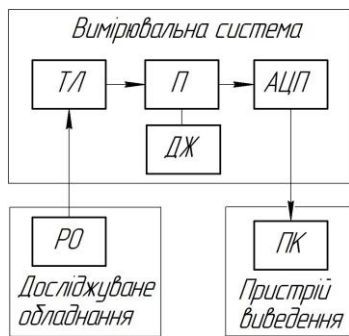 Вимірювальна система
ТЛ
П
АЦП
ДЖ
РО
Досліджуване
обладнання
ПК
Пристрій
виведення